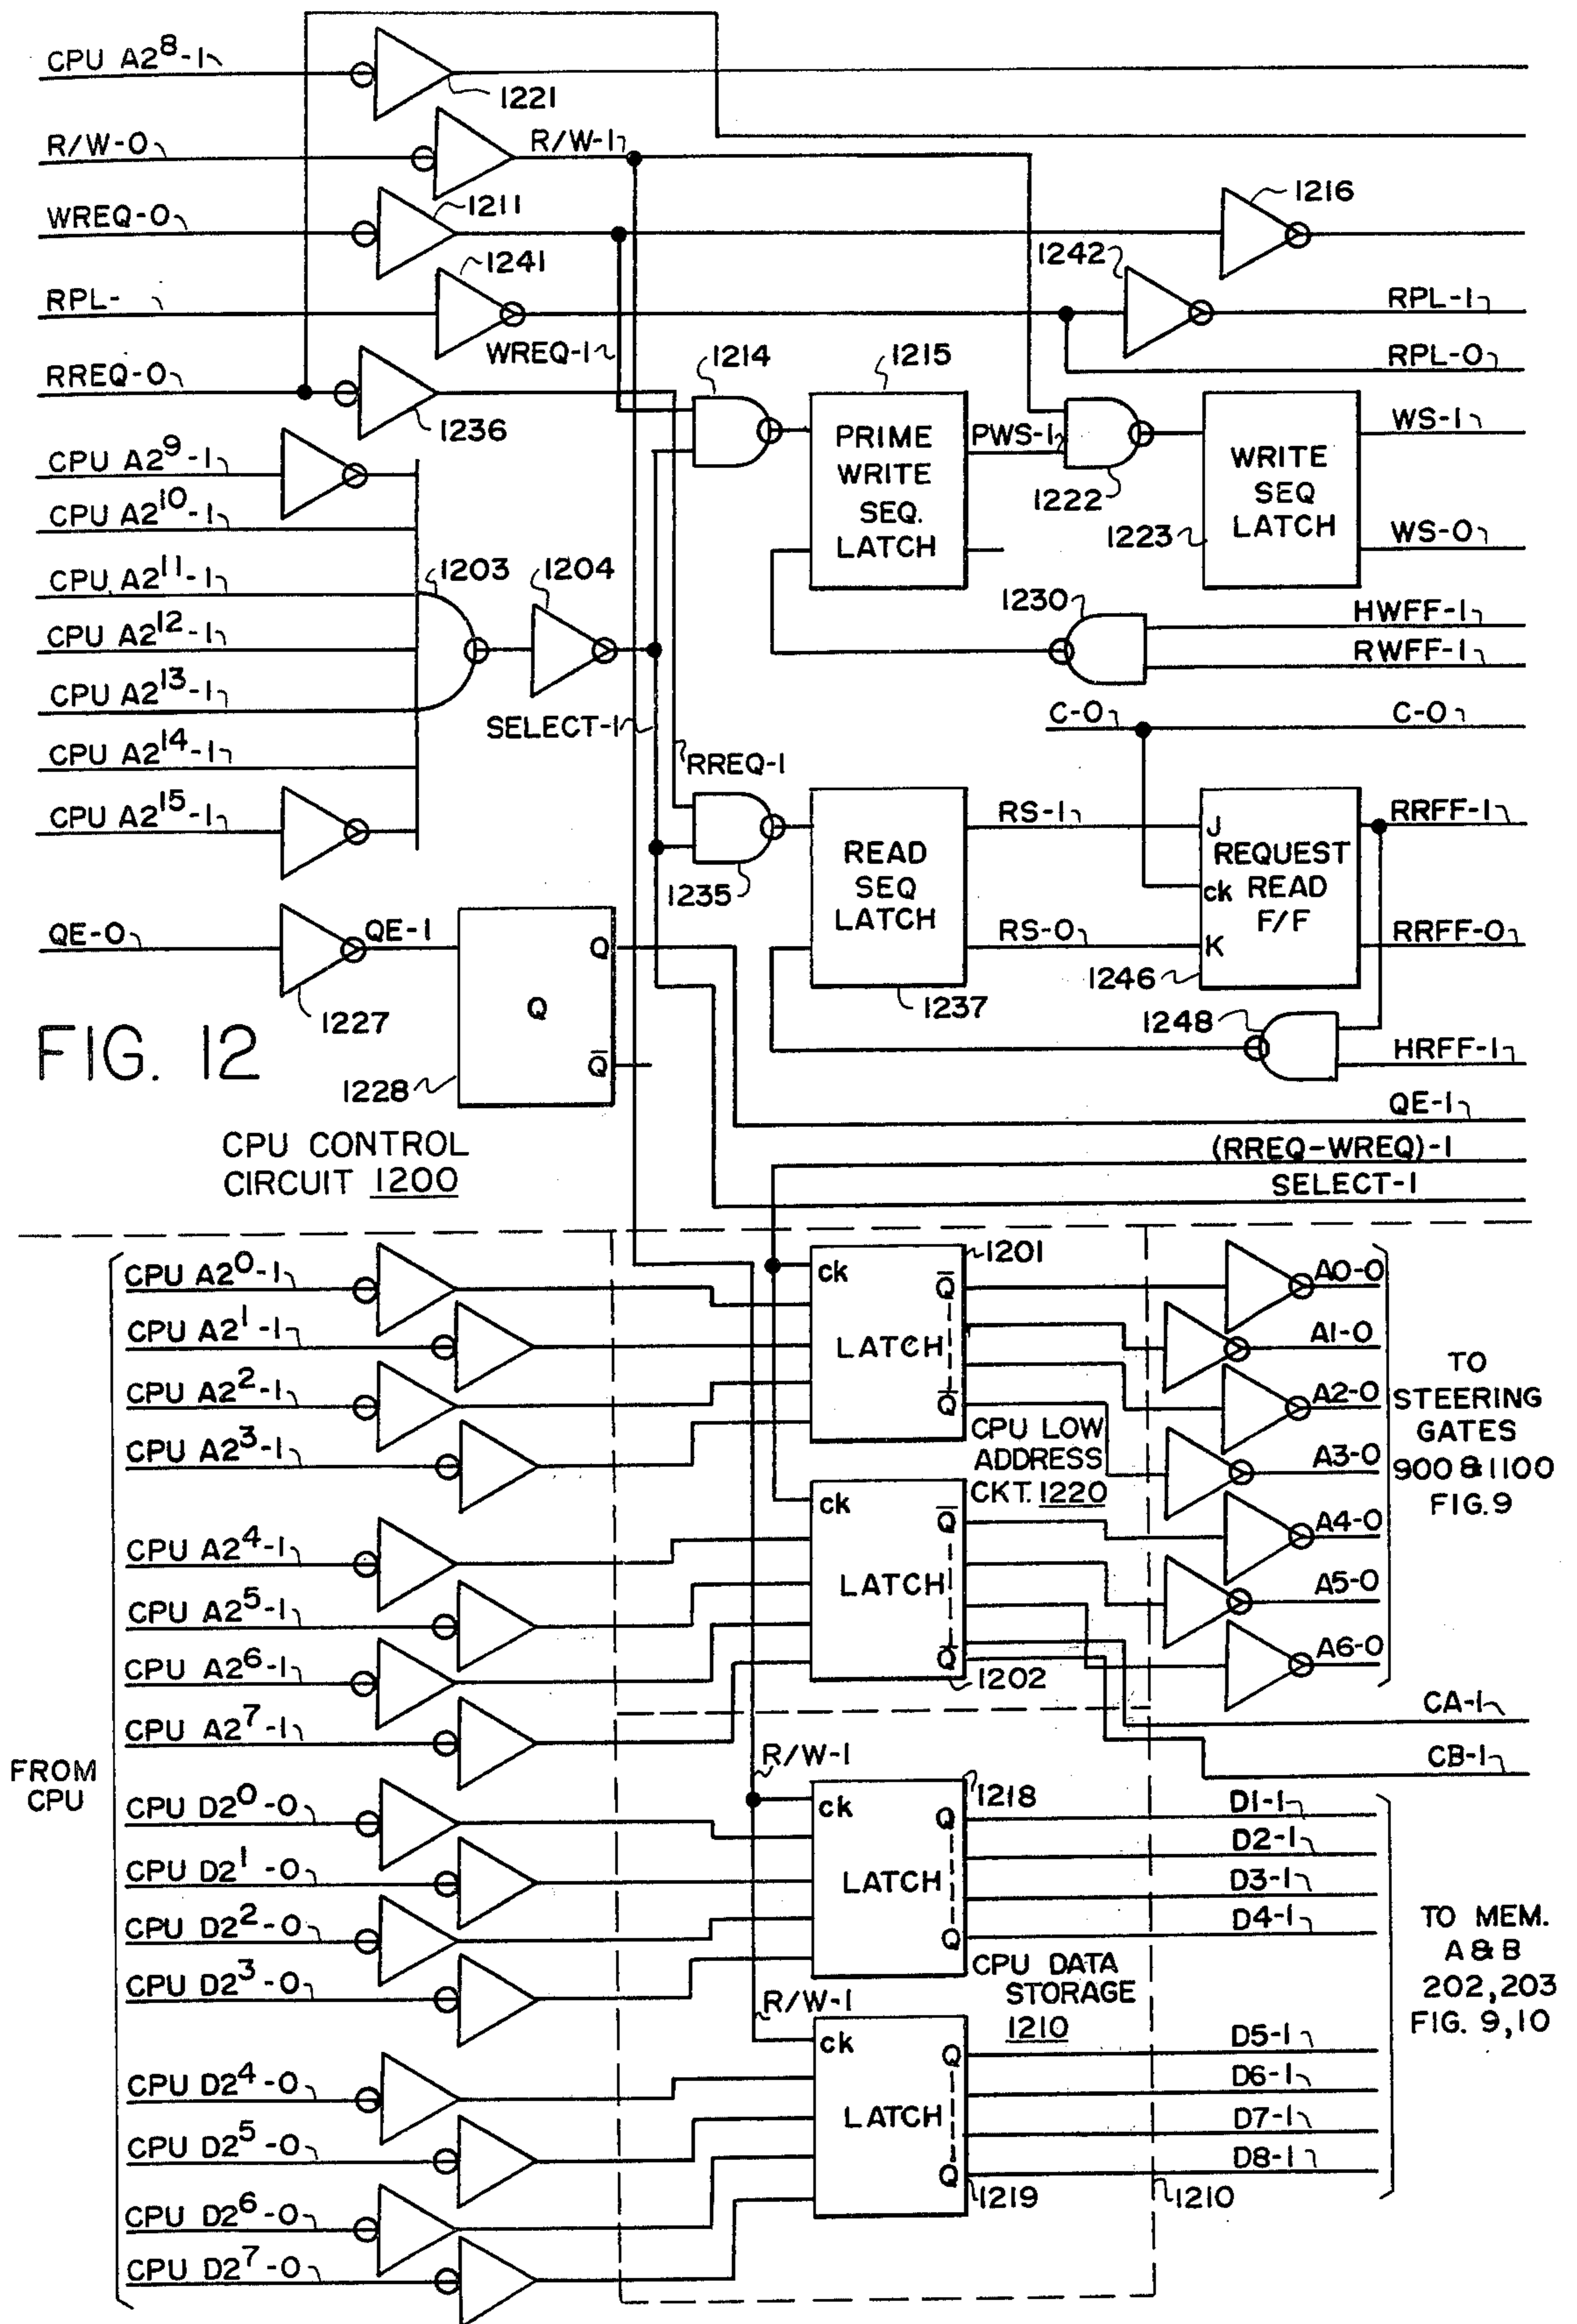 CPU A2⁸-1
1221
R/W-0
R/W-1
WREQ-0
1211
1216
RPL-
1241
1242
RPL-1
WREQ-1
RPL-0
RREQ-0
1236
1214
1215
PRIME
WRITE
SEQ.
LATCH
PWS-1
1222
WRITE
SEQ
LATCH
1223
WS-1
WS-0
CPU A2⁹-1
CPU A2¹⁰-1
CPU A2¹¹-1
CPU A2¹²-1
CPU A2¹³-1
CPU A2¹⁴-1
CPU A2¹⁵-1
1203
1204
SELECT-1
RREQ-1
1230
HWFF-1
RWFF-1
C-0
C-0
1235
READ
SEQ
LATCH
1237
RS-1
RS-0
J
REQUEST
ck READ
F/F
K
1246
RRFF-1
RRFF-0
1248
HRFF-1
QE-0
QE-1
1227
Q
Q
Q̅
1228
FIG. 12
QE-1
CPU CONTROL
CIRCUIT 1200
(RREQ-WREQ)-1
SELECT-1
FROM
CPU
CPU A2⁰-1
CPU A2¹-1
CPU A2²-1
CPU A2³-1
CPU A2⁴-1
CPU A2⁵-1
CPU A2⁶-1
CPU A2⁷-1
CPU D2⁰-0
CPU D2¹-0
CPU D2²-0
CPU D2³-0
CPU D2⁴-0
CPU D2⁵-0
CPU D2⁶-0
CPU D2⁷-0
1201
ck
Q̅
LATCH
Q̅
CPU LOW
ADDRESS
CKT. 1220
ck
Q̅
LATCH
Q̅
1202
A0-0
A1-0
A2-0
A3-0
A4-0
A5-0
A6-0
TO
STEERING
GATES
900 & 1100
FIG. 9
CA-1
CB-1
R/W-1
1218
ck
Q
LATCH
Q
CPU DATA
STORAGE
1210
R/W-1
ck
Q
LATCH
Q
1219
1210
D1-1
D2-1
D3-1
D4-1
D5-1
D6-1
D7-1
D8-1
TO MEM.
A & B
202,203
FIG. 9,10